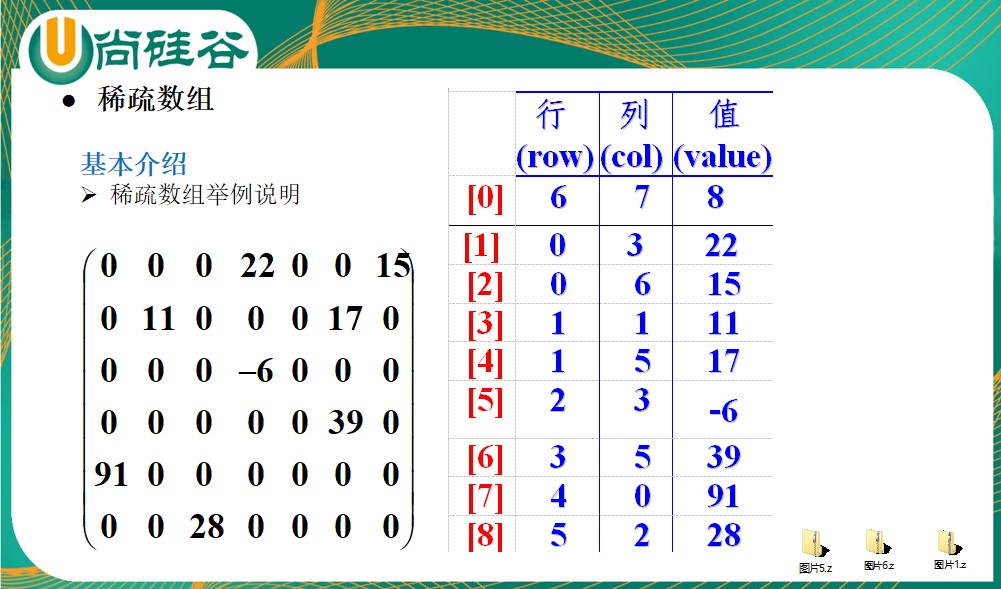 尚硅谷
● 稀疏数组
基本介绍
➢ 稀疏数组举例说明
0 0 0 22 0 0 15
0 11 0 0 0 17 0
0 0 0 –6 0 0 0
0 0 0 0 0 39 0
91 0 0 0 0 0 0
0 0 28 0 0 0 0
行 列 值
(row) (col) (value)
[0] 6 7 8
[1] 0 3 22
[2] 0 6 15
[3] 1 1 11
[4] 1 5 17
[5] 2 3 -6
[6] 3 5 39
[7] 4 0 91
[8] 5 2 28
图片5.z 图片6.z 图片1.z